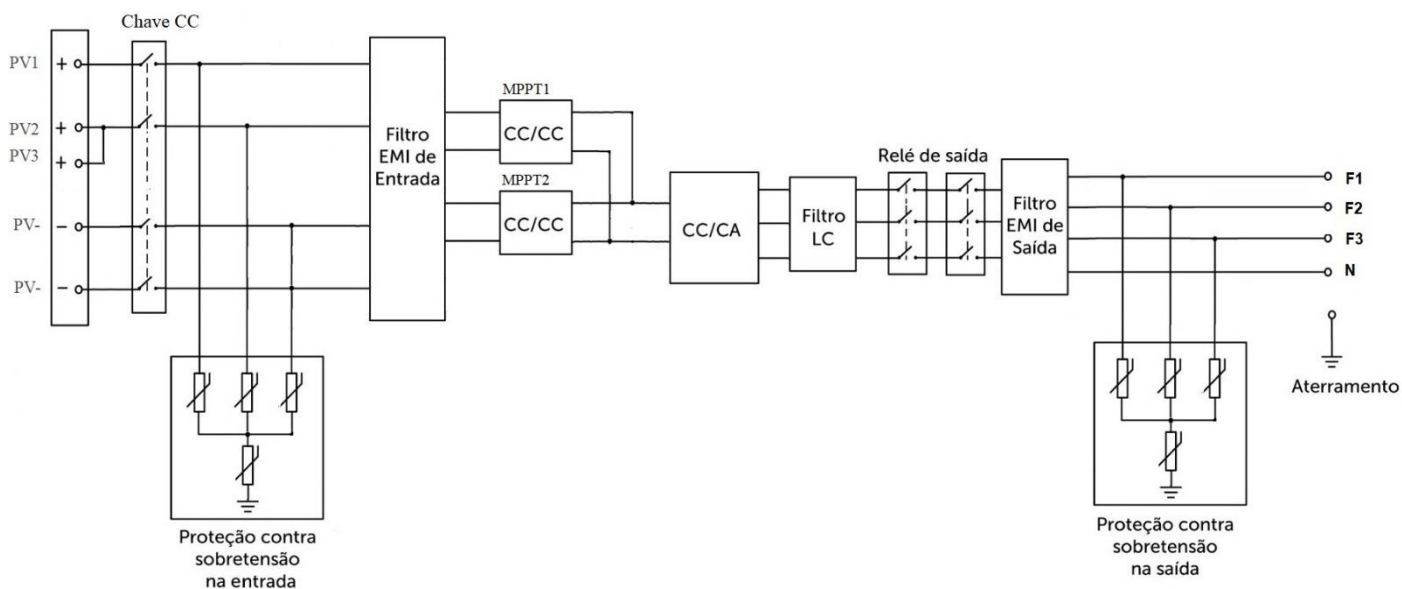 Chave CC
PV1
+
PV2
+
PV3
+
PV-
−
PV-
−
Filtro
EMI de
Entrada
MPPT1
CC/CC
MPPT2
CC/CC
CC/CA
Filtro
LC
Relé de saída
Filtro
EMI de
Saída
F1
F2
F3
N
Aterramento
Proteção contra
sobretensão
na entrada
Proteção contra
sobretensão
na saída